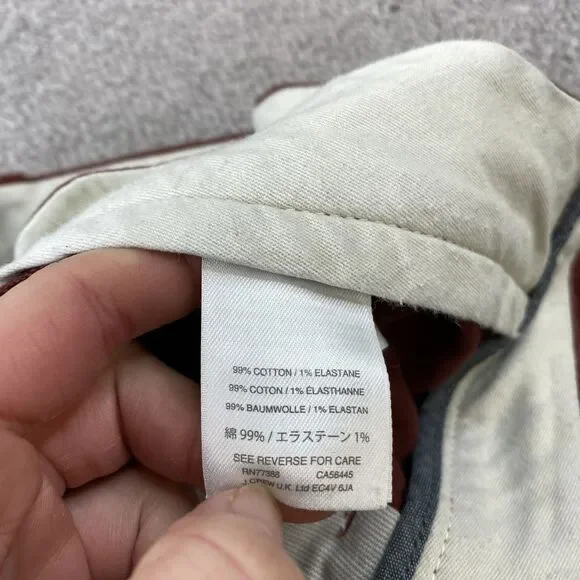 99% COTTON / 1% ELASTANE
99% COTON / 1% ÉLASTHANNE
99% BAUMWOLLE / 1% ELASTAN
綿 99% / エラステーン 1%
SEE REVERSE FOR CARE
RN77388 CA56445
J.CREW U.K. Ltd EC4V 6JA